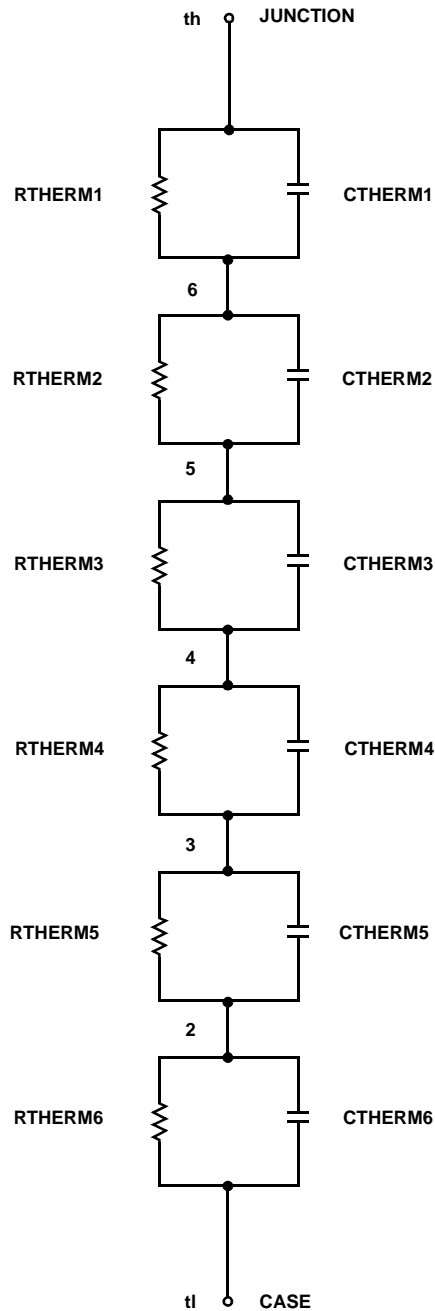 th JUNCTION
RTHERM1 CTHERM1
6
RTHERM2 CTHERM2
5
RTHERM3 CTHERM3
4
RTHERM4 CTHERM4
3
RTHERM5 CTHERM5
2
RTHERM6 CTHERM6
tl CASE